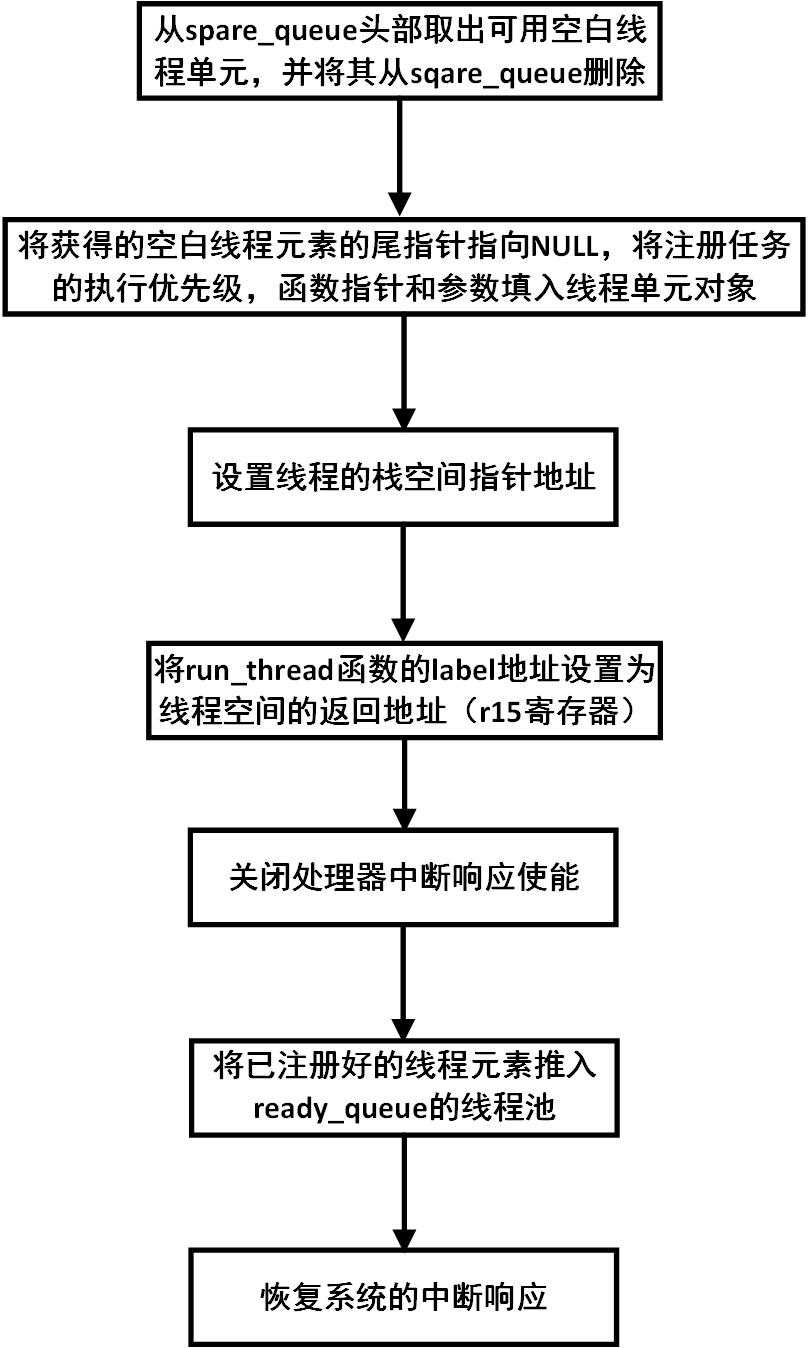 从spare_queue头部取出可用空白线
程单元，并将其从sqare_queue删除
将获得的空白线程元素的尾指针指向NULL，将注册任务
的执行优先级，函数指针和参数填入线程单元对象
设置线程的栈空间指针地址
将run_thread函数的label地址设置为
线程空间的返回地址（r15寄存器）
关闭处理器中断响应使能
将已注册好的线程元素推入
ready_queue的线程池
恢复系统的中断响应